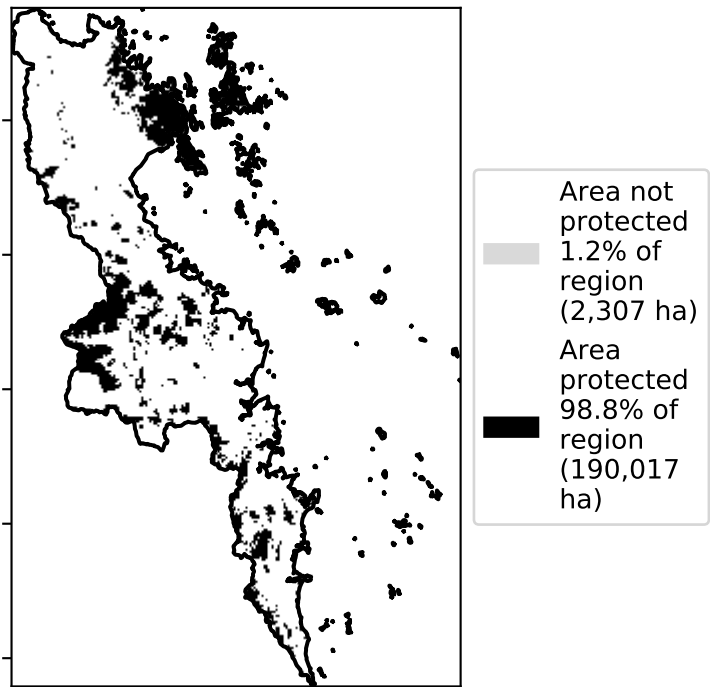 Area not
protected
1.2% of
region
(2,307 ha)
Area
protected
98.8% of
region
(190,017
ha)